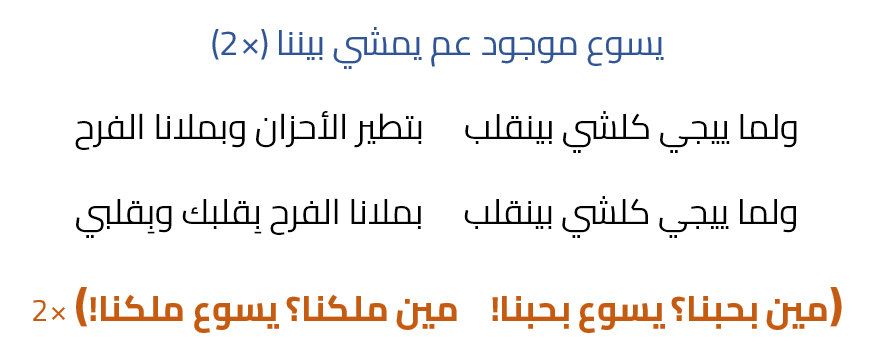 يسوع موجود عم يمشي بيننا (×2)
ولما ييجي كلشي بينقلب بتطير الأحزان وبملانا الفرح
ولما ييجي كلشي بينقلب بملانا الفرح بِقلبك وبِقلبي
(مين بحبنا؟ يسوع بحبنا! مين ملكنا؟ يسوع ملكنا!) ×2